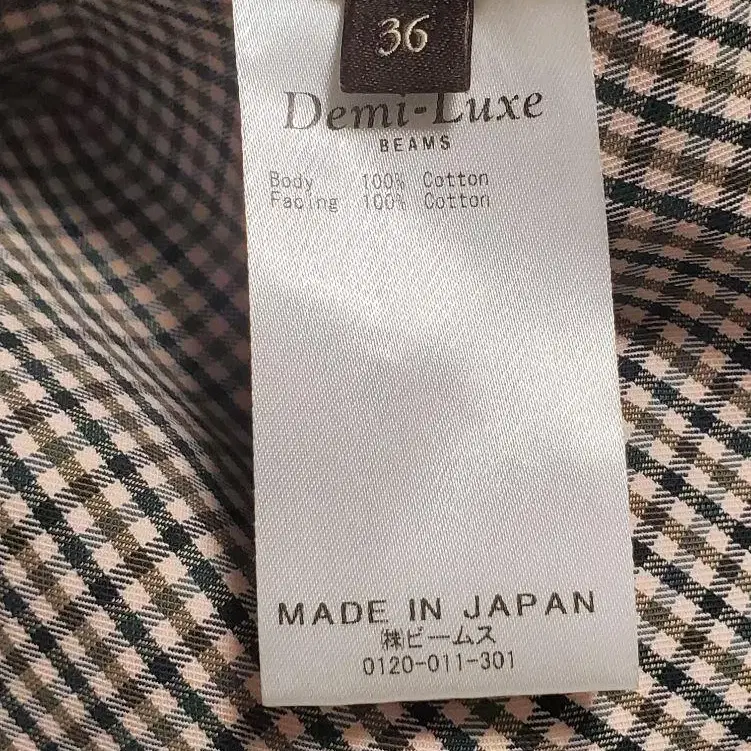 36
Demi-Luxe
BEAMS
Body 100% Cotton
Facing 100% Cotton
MADE IN JAPAN
㈱ビームス
0120-011-301